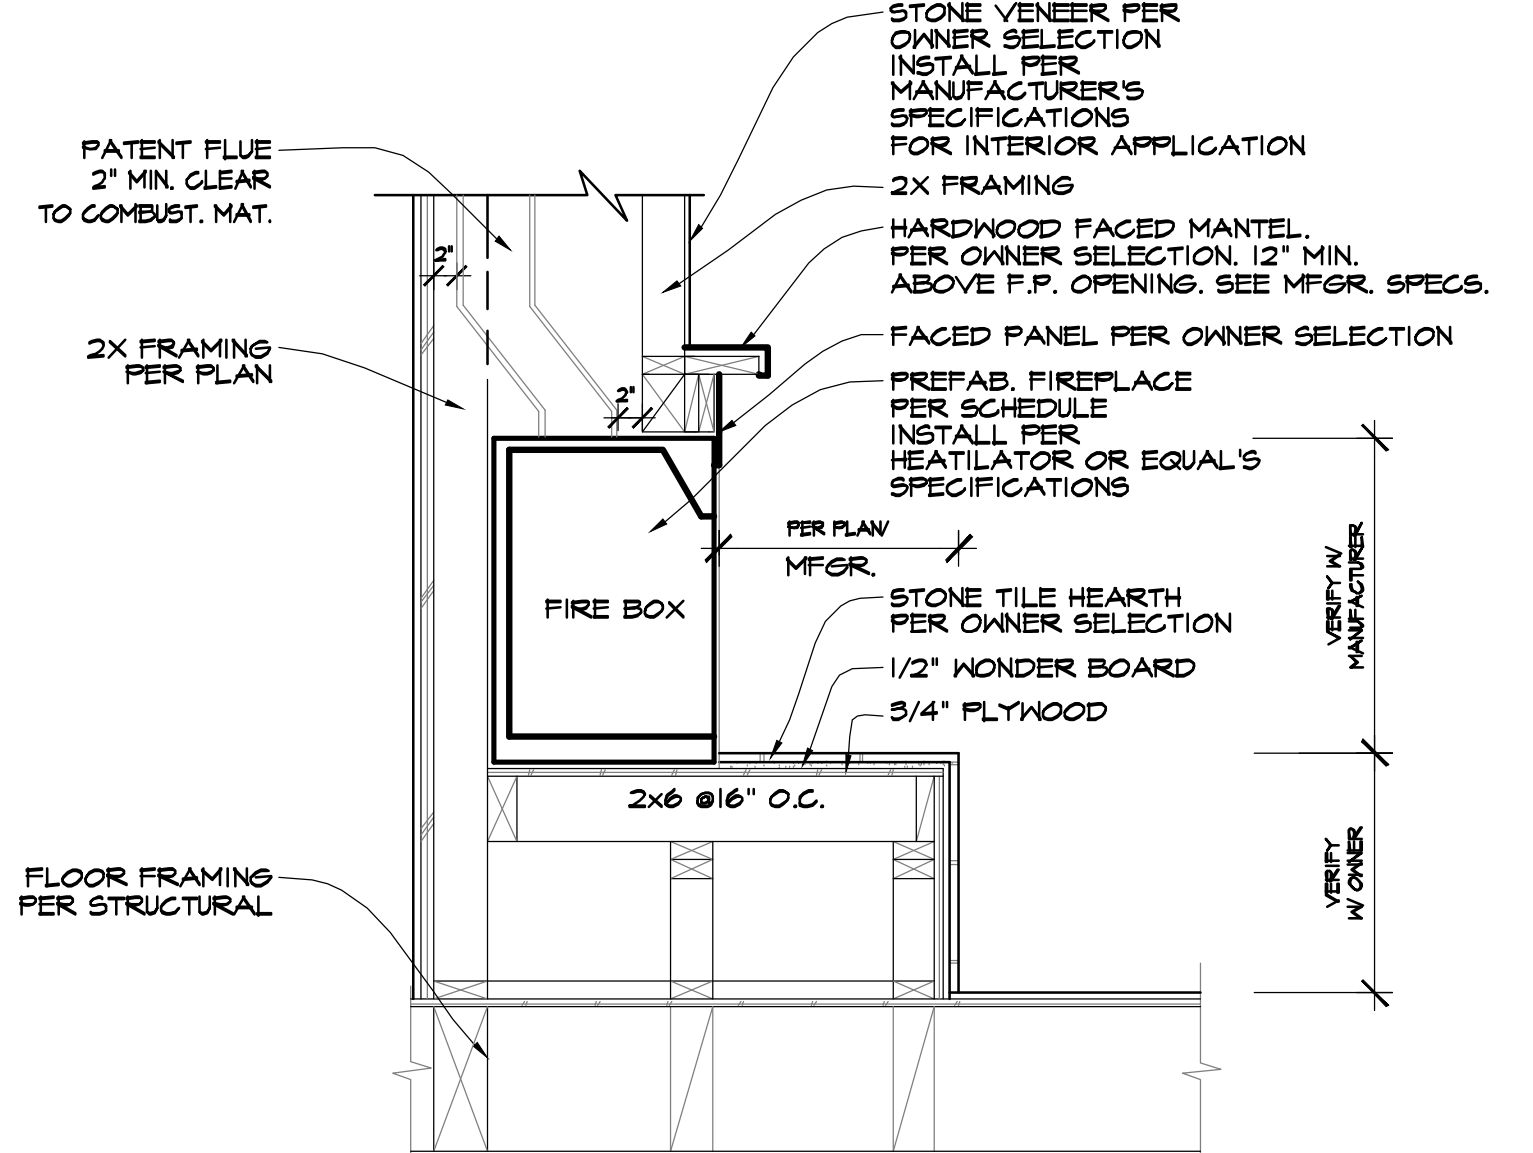 STONE VENEER PER
OWNER SELECTION
INSTALL PER
MANUFACTURER'S
SPECIFICATIONS
FOR INTERIOR APPLICATION
PATENT FLUE
2" MIN. CLEAR
TO COMBUST. MAT.
2X FRAMING
HARDWOOD FACED MANTEL.
PER OWNER SELECTION. 12" MIN.
ABOVE F.P. OPENING. SEE MFGR. SPECS.
2"
2X FRAMING
PER PLAN
FACED PANEL PER OWNER SELECTION
2"
PREFAB. FIREPLACE
PER SCHEDULE
INSTALL PER
HEATILATOR OR EQUAL'S
SPECIFICATIONS
PER PLAN/
MFGR.
FIRE BOX
STONE TILE HEARTH
PER OWNER SELECTION
VERIFY W/
MANUFACTURER
1/2" WONDER BOARD
3/4" PLYWOOD
2x6 @16" O.C.
FLOOR FRAMING
PER STRUCTURAL
VERIFY
W/ OWNER